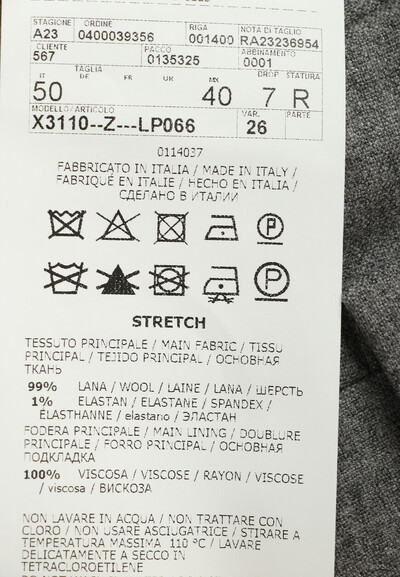 STAGIONE ORDINE RIGA NOTA DI TAGLIO
A23 0400039356 001400 RA23236954
CLIENTE PACCO ABBINAMENTO
567 0135325 0001
TAGLIA DROP STATURA
IT DE FR UK MX
50 40 7 R
MODELLO/ARTICOLO VAR. PARTE
X3110--Z---LP066 26
0114037
FABBRICATO IN ITALIA / MADE IN ITALY /
FABRIQUÉ EN ITALIE / HECHO EN ITALIA /
СДЕЛАНО В ИТАЛИИ
P
P
STRETCH
TESSUTO PRINCIPALE / MAIN FABRIC / TISSU
PRINCIPAL / TEJIDO PRINCIPAL / ОСНОВНАЯ
ТКАНЬ
99% LANA / WOOL / LAINE / LANA / ШЕРСТЬ
1% ELASTAN / ELASTANE / SPANDEX /
ÉLASTHANNE / elastano / ЭЛАСТАН
FODERA PRINCIPALE / MAIN LINING / DOUBLURE
PRINCIPALE / FORRO PRINCIPAL / ОСНОВНАЯ
ПОДКЛАДКА
100% VISCOSA / VISCOSE / RAYON / VISCOSE
/ viscosa / ВИСКОЗА
NON LAVARE IN ACQUA / NON TRATTARE CON
CLORO / NON USARE ASCIUGATRICE / STIRARE A
TEMPERATURA MASSIMA 110 °C / LAVARE
DELICATAMENTE A SECCO IN
TETRACLOROETILENE